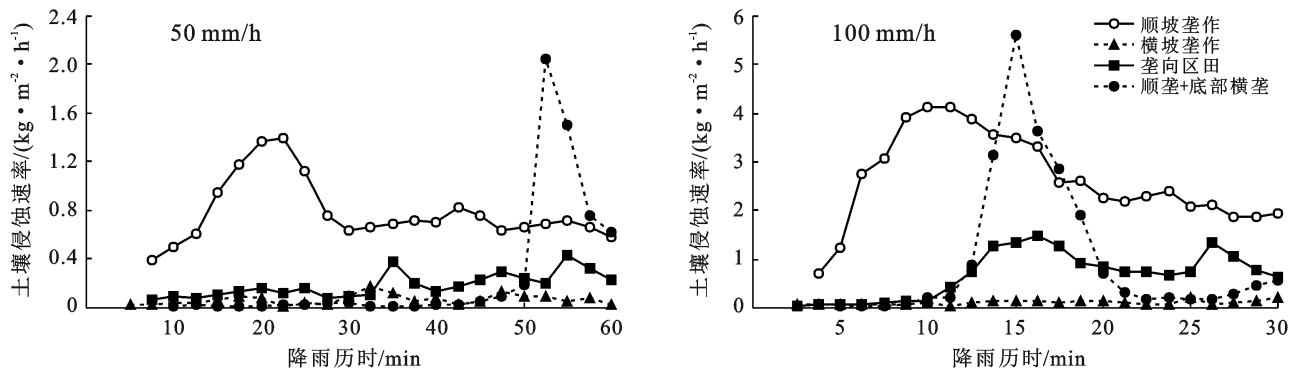 50 mm/h
土壤侵蚀速率/(kg·m⁻²·h⁻¹)
2.4
2.0
1.6
1.2
0.8
0.4
0
10 20 30 40 50 60
降雨历时/min
100 mm/h
土壤侵蚀速率/(kg·m⁻²·h⁻¹)
6
5
4
3
2
1
0
5 10 15 20 25 30
降雨历时/min
顺坡垄作
横坡垄作
垄向区田
顺垄+底部横垄